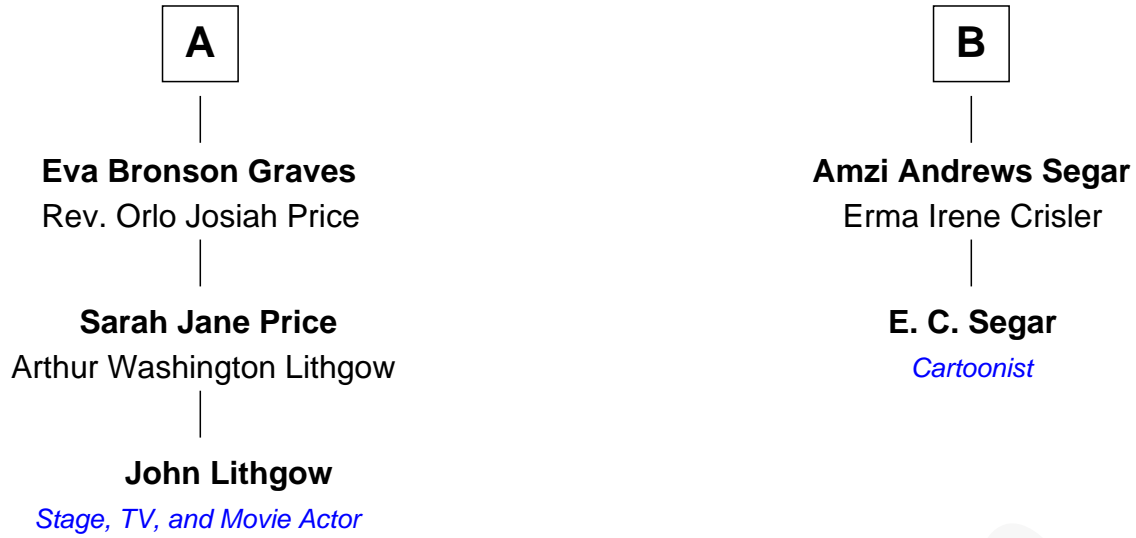 A
Eva Bronson Graves
Rev. Orlo Josiah Price
Sarah Jane Price
Arthur Washington Lithgow
John Lithgow
Stage, TV, and Movie Actor
B
Amzi Andrews Segar
Erma Irene Crisler
E. C. Segar
Cartoonist